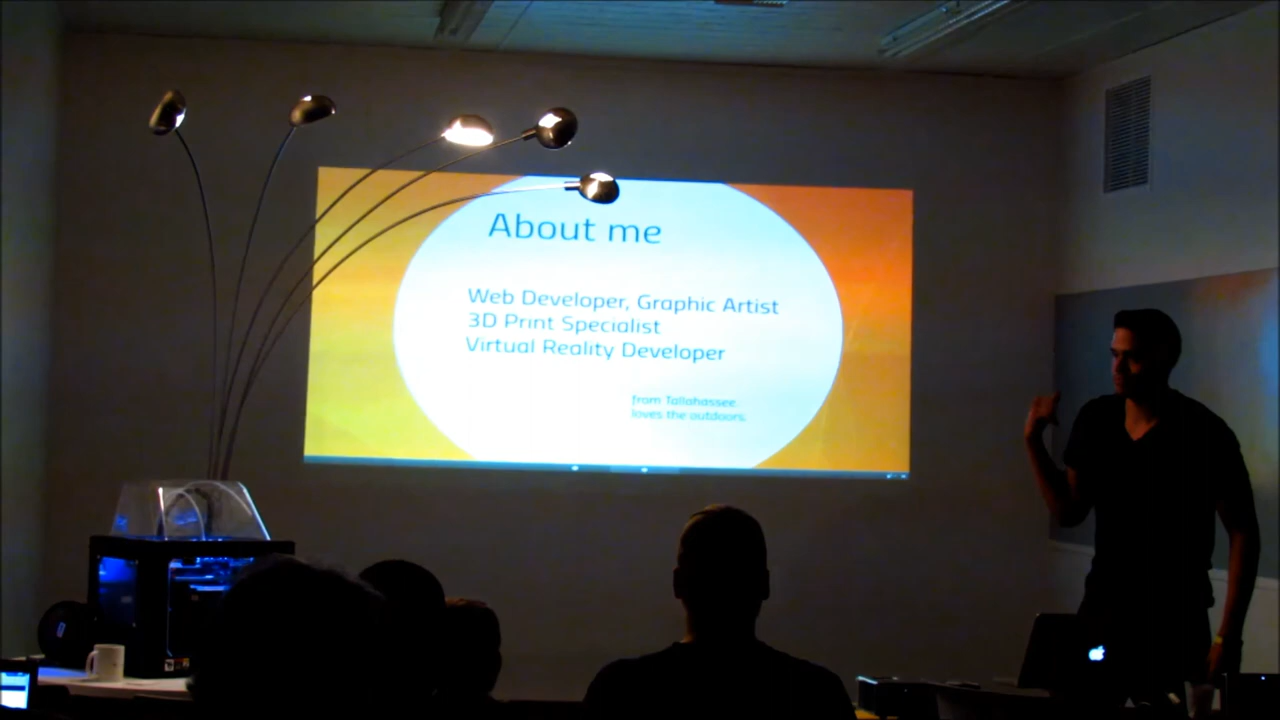 About me
Web Developer, Graphic Artist
3D Print Specialist
Virtual Reality Developer
from Tallahassee.
loves the outdoors.